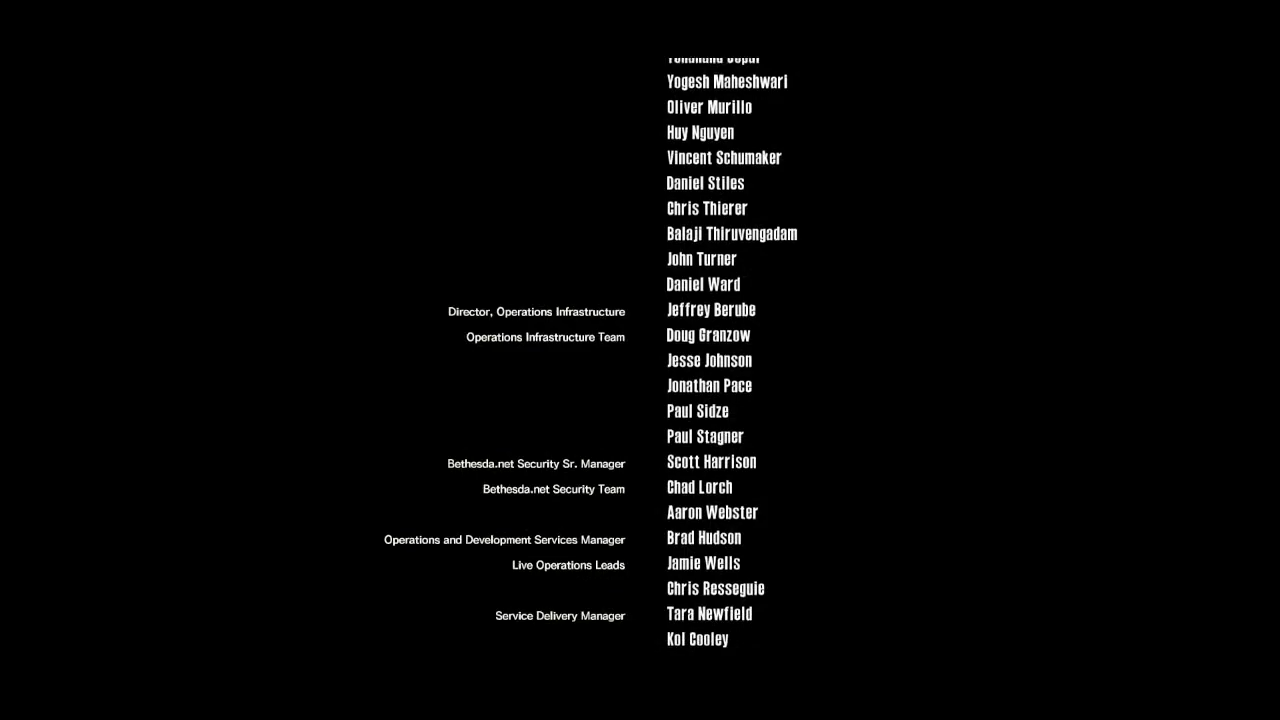 Yogesh Maheshwari
Oliver Murillo
Huy Nguyen
Vincent Schumaker
Daniel Stiles
Chris Thierer
Balaji Thiruvengadam
John Turner
Daniel Ward
Director, Operations Infrastructure Jeffrey Berube
Operations Infrastructure Team Doug Granzow
Jesse Johnson
Jonathan Pace
Paul Sidze
Paul Stagner
Bethesda.net Security Sr. Manager Scott Harrison
Bethesda.net Security Team Chad Lorch
Aaron Webster
Operations and Development Services Manager Brad Hudson
Live Operations Leads Jamie Wells
Chris Resseguie
Service Delivery Manager Tara Newfield
Kol Cooley